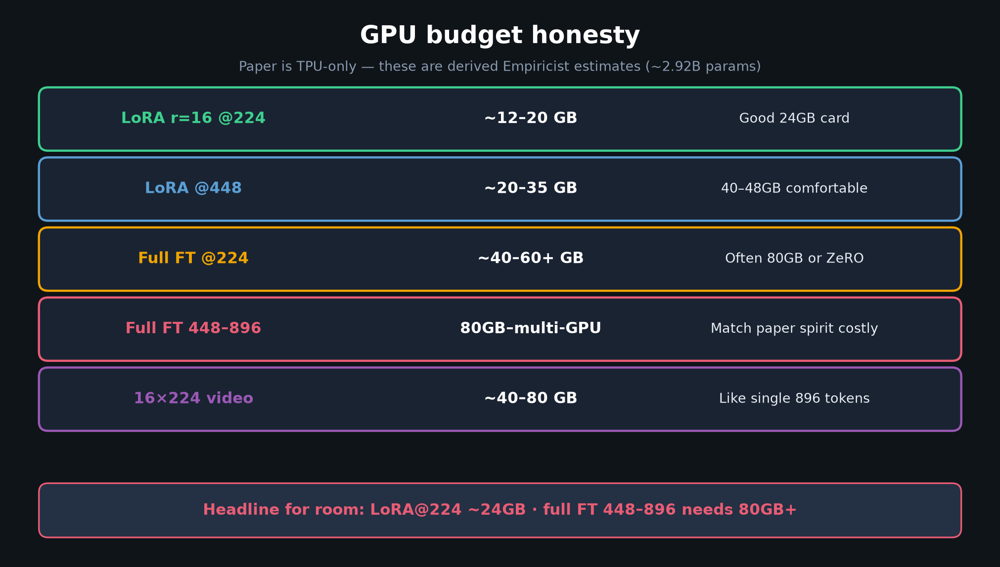 GPU budget honesty
Paper is TPU-only — these are derived Empiricist estimates (~2.92B params)
LoRA r=16 @224 ~12–20 GB Good 24GB card
LoRA @448 ~20–35 GB 40–48GB comfortable
Full FT @224 ~40–60+ GB Often 80GB or ZeRO
Full FT 448–896 80GB–multi-GPU Match paper spirit costly
16×224 video ~40–80 GB Like single 896 tokens
Headline for room: LoRA@224 ~24GB · full FT 448–896 needs 80GB+